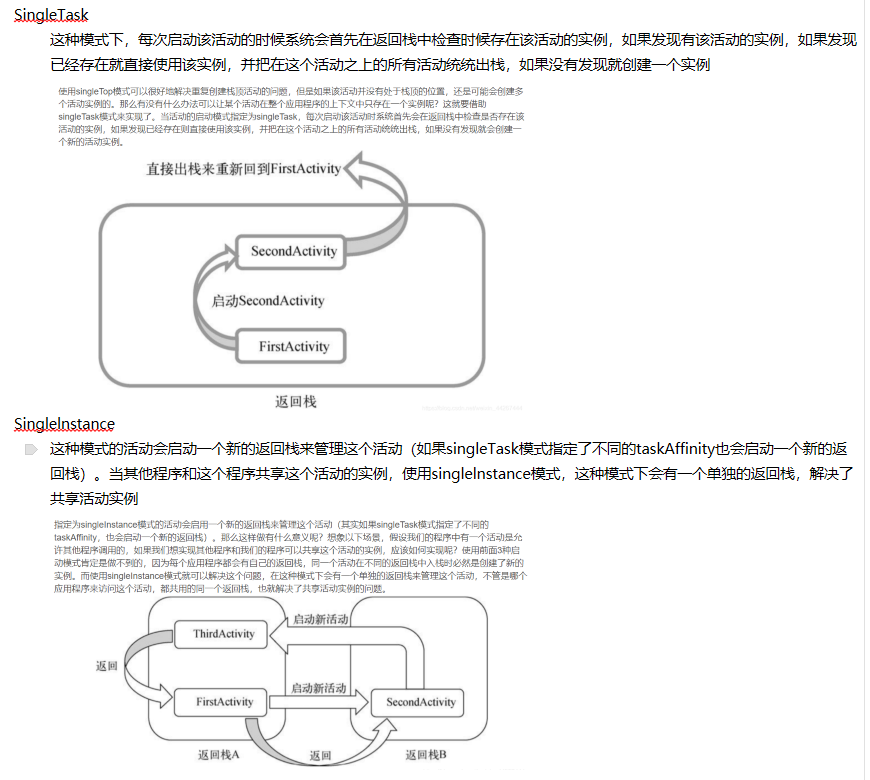 SingleTask
这种模式下，每次启动该活动的时候系统会首先在返回栈中检查时候存在该活动的实例，如果发现有该活动的实例，如果发现
已经存在就直接使用该实例，并把在这个活动之上的所有活动统统出栈，如果没有发现就创建一个实例
使用singleTop模式可以很好地解决重复创建栈顶活动的问题，但是如果该活动并没有处于栈顶的位置，还是可能会创建多
个活动实例的。那么有没有什么办法可以让某个活动在整个应用程序的上下文中只存在一个实例呢？这就要借助
singleTask模式来实现了。当活动的启动模式指定为singleTask，每次启动该活动时系统首先会在返回栈中检查是否存在该
活动的实例，如果发现已经存在则直接使用该实例，并把在这个活动之上的所有活动统统出栈，如果没有发现就会创建一
个新的活动实例。
直接出栈来重新回到FirstActivity
SecondActivity
启动SecondActivity
FirstActivity
返回栈
SingleInstance
这种模式的活动会启动一个新的返回栈来管理这个活动（如果singleTask模式指定了不同的taskAffinity也会启动一个新的返
回栈）。当其他程序和这个程序共享这个活动的实例，使用singleInstance模式，这种模式下会有一个单独的返回栈，解决了
共享活动实例
指定为singleInstance模式的活动会启用一个新的返回栈来管理这个活动（其实如果singleTask模式指定了不同的
taskAffinity，也会启动一个新的返回栈）。那么这样做有什么意义呢？想象以下场景，假设我们的程序中有一个活动是允
许其他程序调用的，如果我们想实现其他程序和我们的程序可以共享这个活动的实例，应该如何实现呢？使用前面3种启
动模式肯定是做不到的，因为每个应用程序都会有自己的返回栈，同一个活动在不同的返回栈中入栈时必然是创建了新的
实例。而使用singleInstance模式就可以解决这个问题，在这种模式下会有一个单独的返回栈来管理这个活动，不管是哪个
应用程序来访问这个活动，都共用的同一个返回栈，也就解决了共享活动实例的问题。
启动新活动
ThirdActivity
返回
启动新活动
FirstActivity
SecondActivity
返回栈A
返回
返回栈B